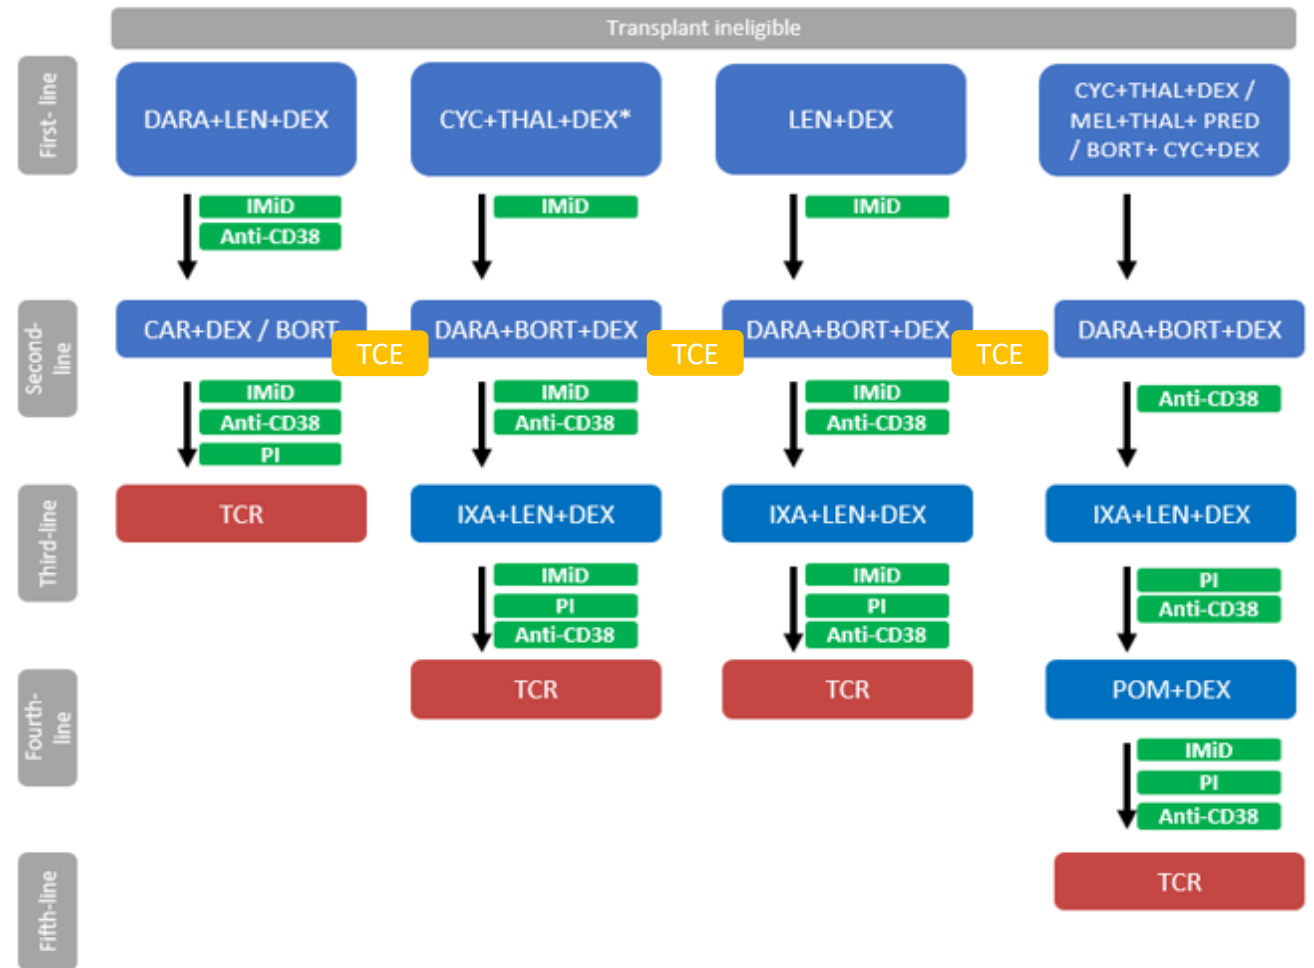 Transplant ineligible
First- line
DARA+LEN+DEX
CYC+THAL+DEX*
LEN+DEX
CYC+THAL+DEX /
MEL+THAL+ PRED
/ BORT+ CYC+DEX
IMiD
Anti-CD38
IMiD
IMiD
Second-
line
CAR+DEX / BORT
TCE
DARA+BORT+DEX
TCE
DARA+BORT+DEX
TCE
DARA+BORT+DEX
IMiD
Anti-CD38
PI
IMiD
Anti-CD38
IMiD
Anti-CD38
Anti-CD38
Third-line
TCR
IXA+LEN+DEX
IXA+LEN+DEX
IXA+LEN+DEX
IMiD
PI
Anti-CD38
IMiD
PI
Anti-CD38
PI
Anti-CD38
Fourth-
line
TCR
TCR
POM+DEX
IMiD
PI
Anti-CD38
Fifth-line
TCR